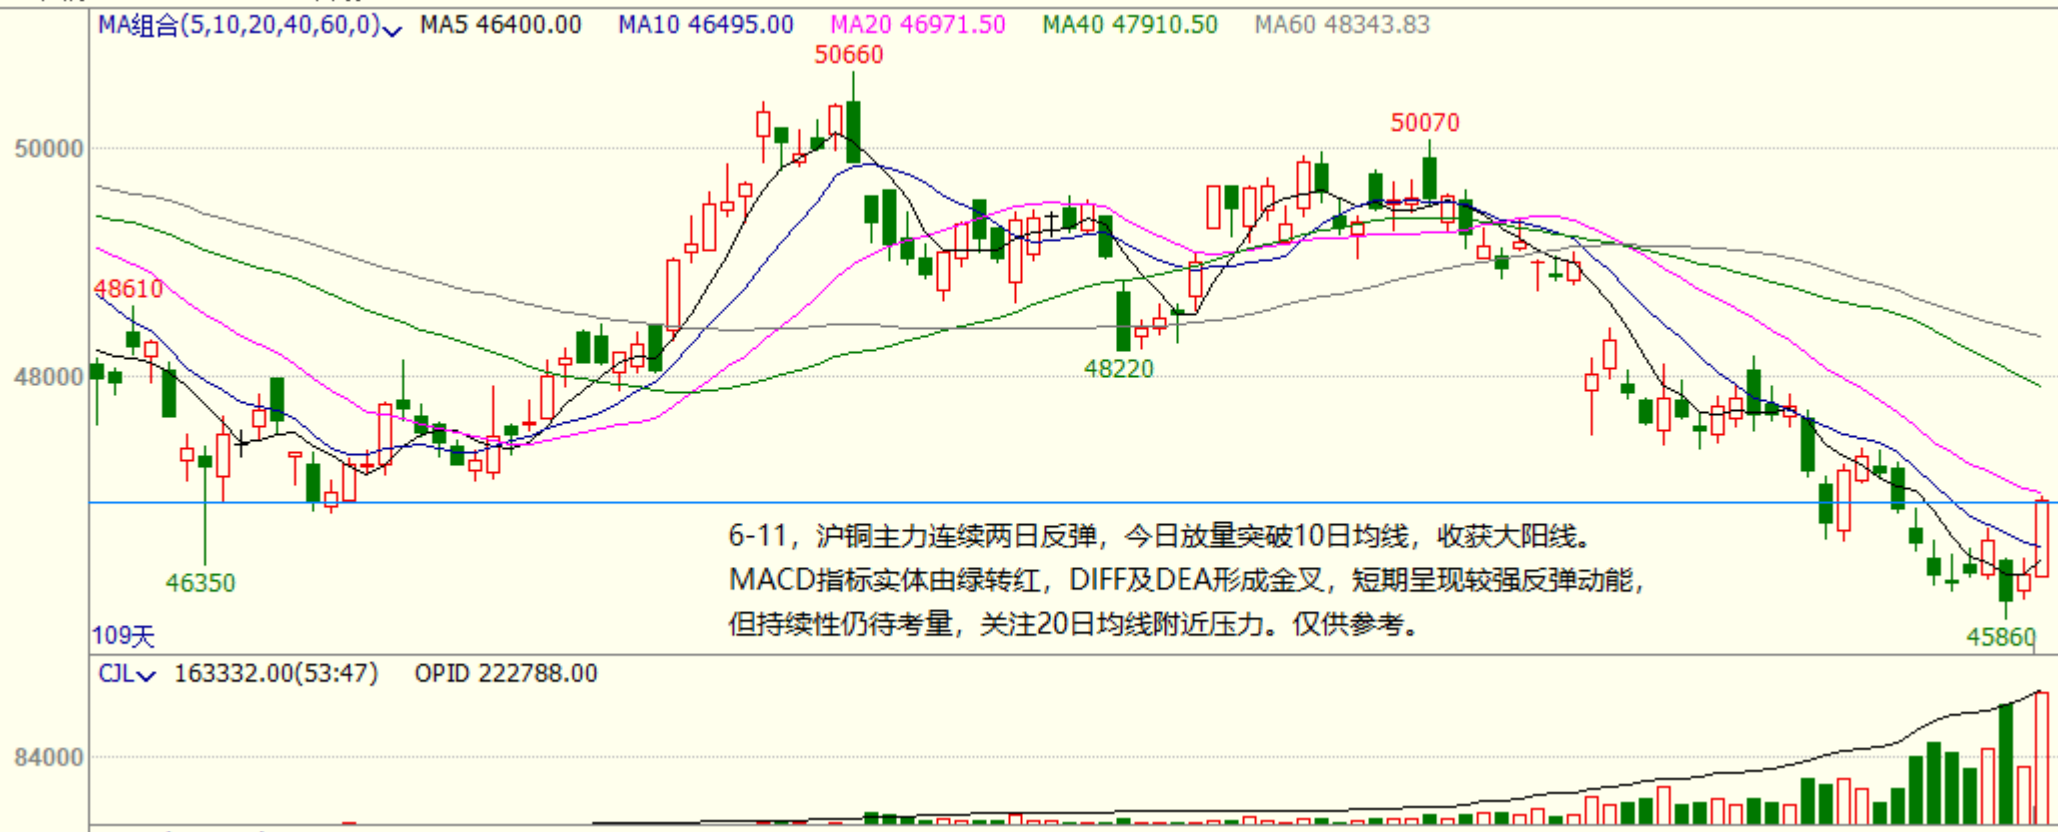 MA组合(5,10,20,40,60,0) MA5 46400.00 MA10 46495.00 MA20 46971.50 MA40 47910.50 MA60 48343.83
50660
50070
50000
48610
48220
48000
6-11，沪铜主力连续两日反弹，今日放量突破10日均线，收获大阳线。
MACD指标实体由绿转红，DIFF及DEA形成金叉，短期呈现较强反弹动能，
但持续性仍待考量，关注20日均线附近压力。仅供参考。
46350
109天
45860
CJL 163332.00(53:47) OPID 222788.00
84000